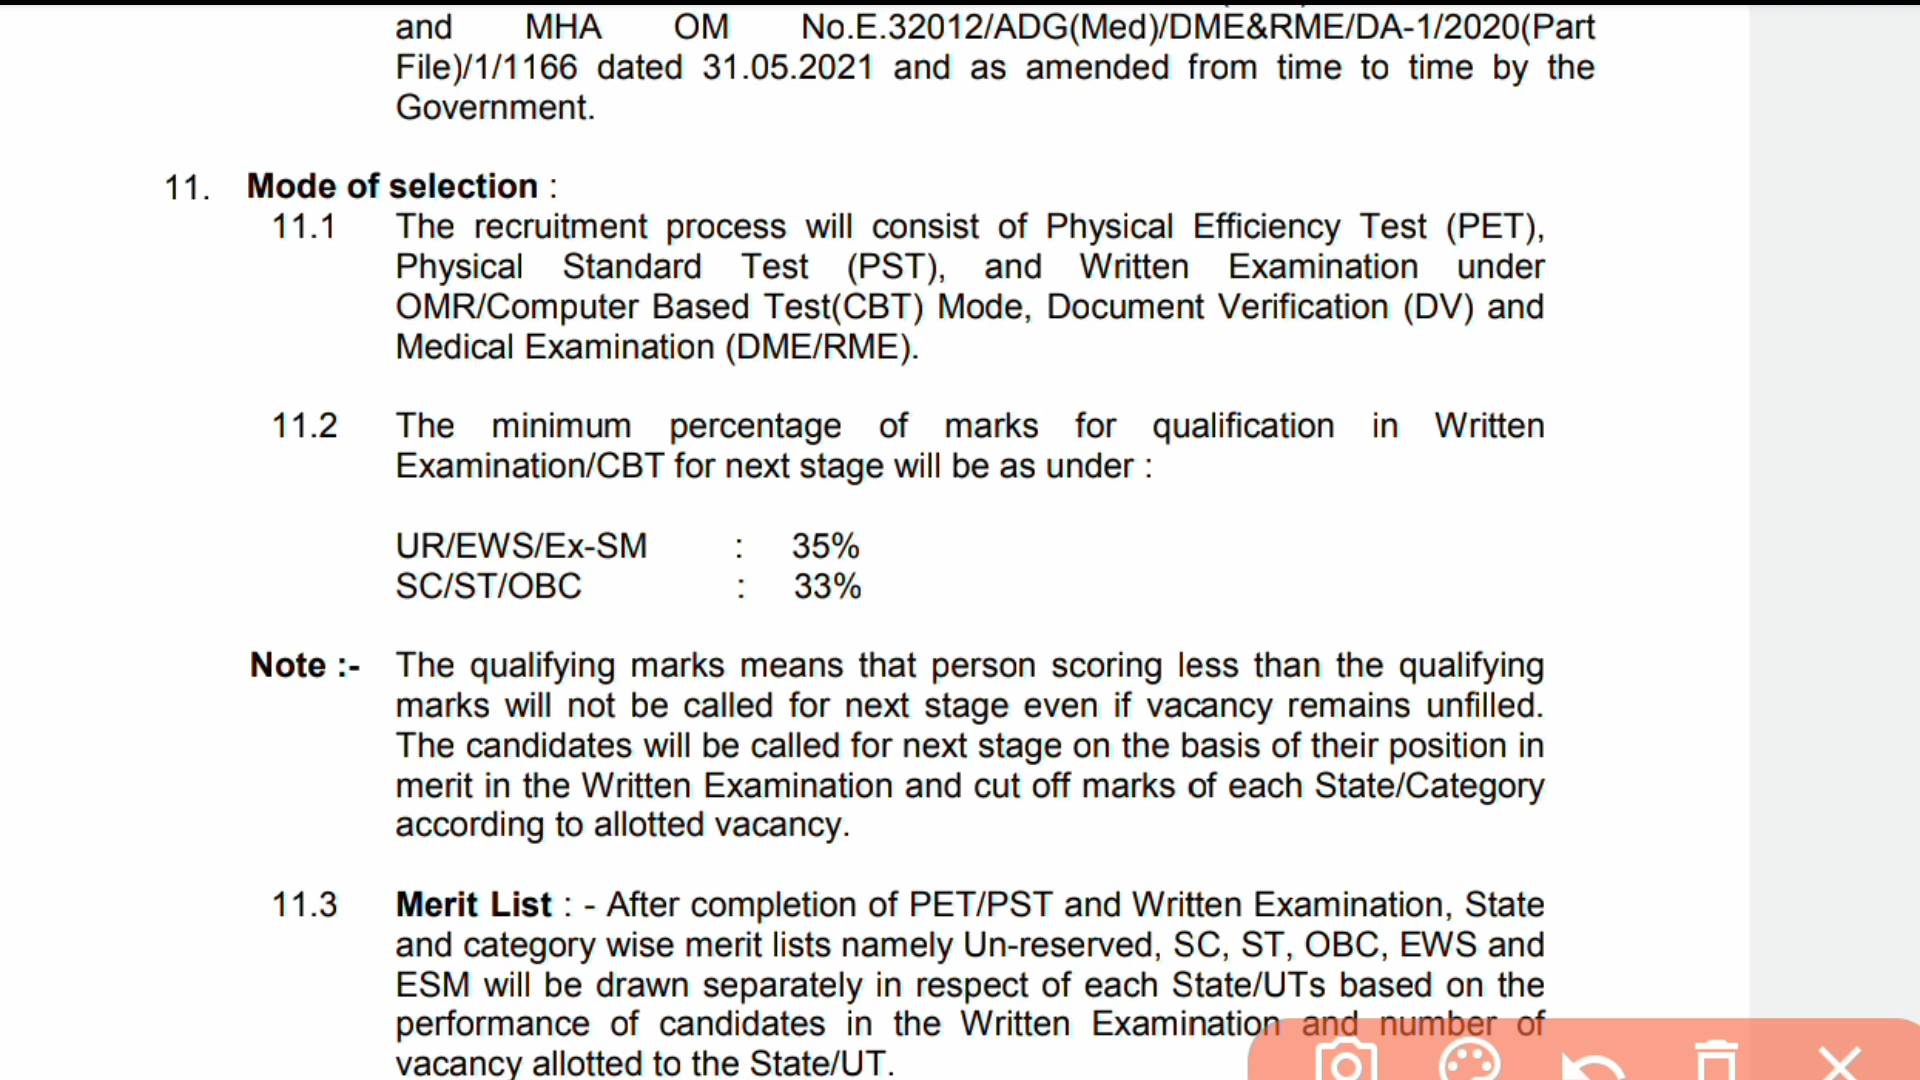 and MHA OM No.E.32012/ADG(Med)/DME&RME/DA-1/2020(Part
File)/1/1166 dated 31.05.2021 and as amended from time to time by the
Government.
11. Mode of selection :
11.1 The recruitment process will consist of Physical Efficiency Test (PET),
Physical Standard Test (PST), and Written Examination under
OMR/Computer Based Test(CBT) Mode, Document Verification (DV) and
Medical Examination (DME/RME).
11.2 The minimum percentage of marks for qualification in Written
Examination/CBT for next stage will be as under :
UR/EWS/Ex-SM : 35%
SC/ST/OBC : 33%
Note :- The qualifying marks means that person scoring less than the qualifying
marks will not be called for next stage even if vacancy remains unfilled.
The candidates will be called for next stage on the basis of their position in
merit in the Written Examination and cut off marks of each State/Category
according to allotted vacancy.
11.3 Merit List : - After completion of PET/PST and Written Examination, State
and category wise merit lists namely Un-reserved, SC, ST, OBC, EWS and
ESM will be drawn separately in respect of each State/UTs based on the
performance of candidates in the Written Examination and number of
vacancy allotted to the State/UT.